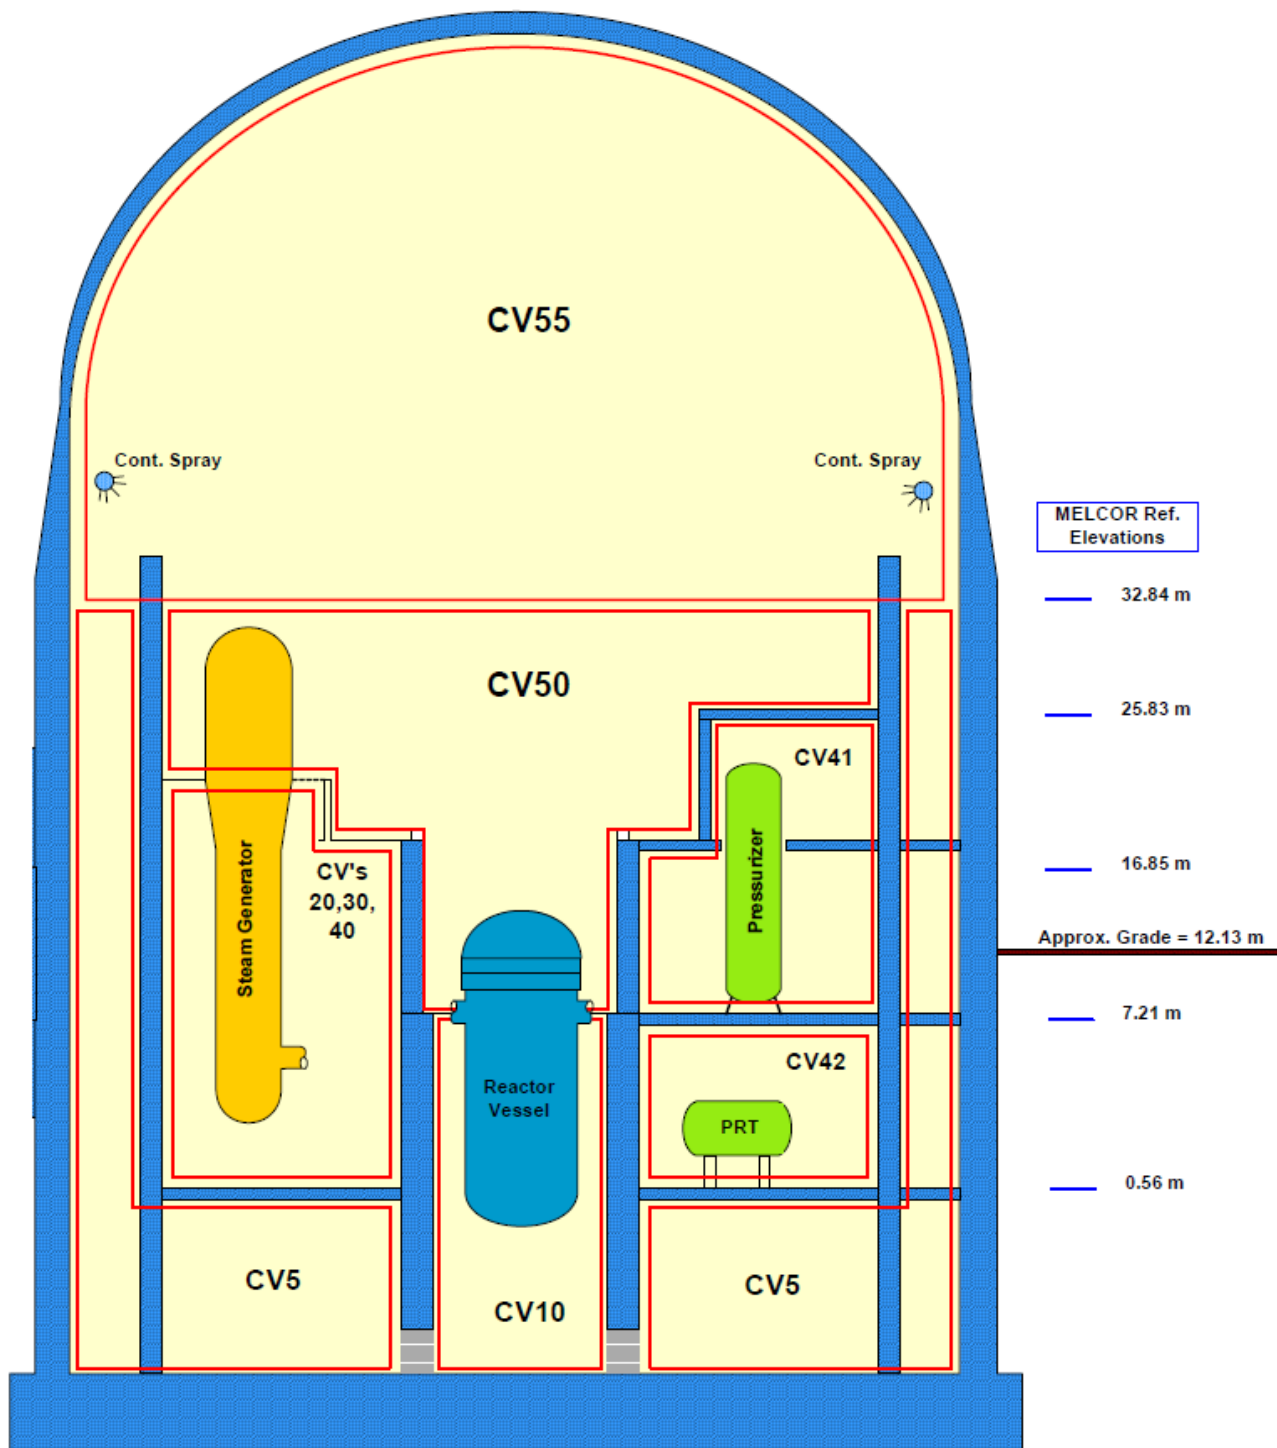 CV55
Cont. Spray
Cont. Spray
MELCOR Ref.
Elevations
32.84 m
CV50
25.83 m
CV41
Steam Generator
CV's
20,30,
40
Pressurizer
16.85 m
Approx. Grade = 12.13 m
7.21 m
CV42
Reactor
Vessel
PRT
0.56 m
CV5
CV10
CV5